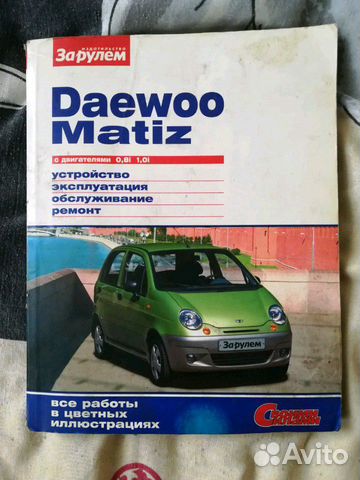 издательство
За рулем
Daewoo
Matiz
с двигателями 0,8i 1,0i
устройство
эксплуатация
обслуживание
ремонт
За рулем
все работы
в цветных
иллюстрациях
Своими
силами
Avito